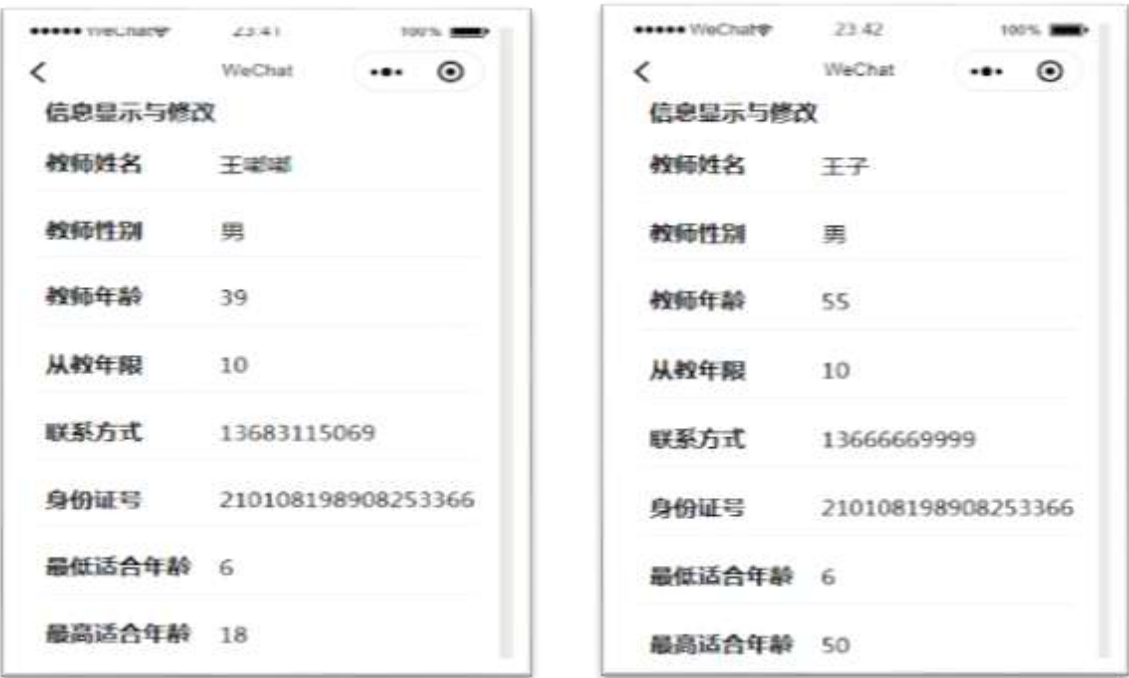 WeChat 23:41 100%
WeChat
信息显示与修改
教师姓名 王嘟嘟
教师性别 男
教师年龄 39
从教年限 10
联系方式 13683115069
身份证号 210108198908253366
最低适合年龄 6
最高适合年龄 18
WeChat 23:42 100%
WeChat
信息显示与修改
教师姓名 王子
教师性别 男
教师年龄 55
从教年限 10
联系方式 13666669999
身份证号 210108198908253366
最低适合年龄 6
最高适合年龄 50